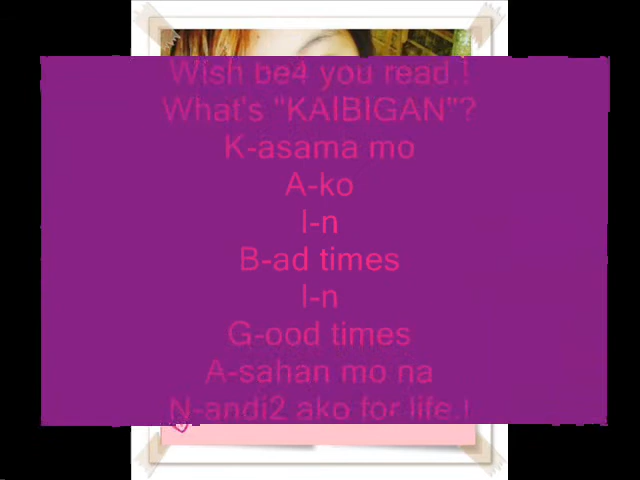 Wish be4 you read.!
What's "KAIBIGAN"?
K-asama mo
A-ko
I-n
B-ad times
I-n
G-ood times
A-sahan mo na
N-andi2 ako for life.!